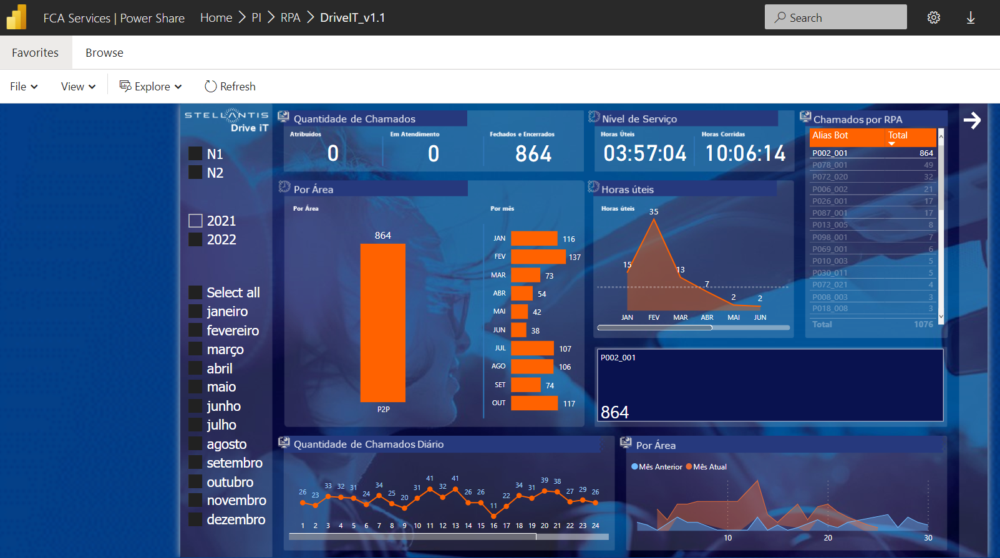 FCA Services | Power Share
Home
PI
RPA
DriveIT_v1.1
Search
Favorites
Browse
File
View
Explore
Refresh
STELLANTIS
Drive iT
N1
N2
2021
2022
Select all
janeiro
fevereiro
março
abril
maio
junho
julho
agosto
setembro
outubro
novembro
dezembro
Quantidade de Chamados
Atribuídos
Em Atendimento
Fechados e Encerrados
0
0
864
Nível de Serviço
Horas Úteis
Horas Corridas
03:57:04
10:06:14
Chamados por RPA
Alias Bot Total
P002_001 864
P078_001 49
P072_020 32
P006_002 21
P026_001 17
P087_001 17
P013_005 8
P098_001 7
P069_001 6
P010_003 5
P030_011 5
P072_021 4
P008_003 3
P018_008 3
Total 1076
Por Área
Por Área
864
P2P
Por mês
JAN 116
FEV 137
MAR 73
ABR 54
MAI 42
JUN 38
JUL 107
AGO 106
SET 74
OUT 117
Horas úteis
Horas úteis
15 35 13 7 2 2
JAN FEV MAR ABR MAI JUN
P002_001
864
Quantidade de Chamados Diário
26 23 33 32 31 24 34 25 20 31 41 32 41 26 26 11 22 34 31 39 38 27 29 26
1 2 3 4 5 6 7 8 9 10 11 12 13 14 15 16 17 18 19 20 21 22 23 24
Por Área
Mês Anterior Mês Atual
10 20 30